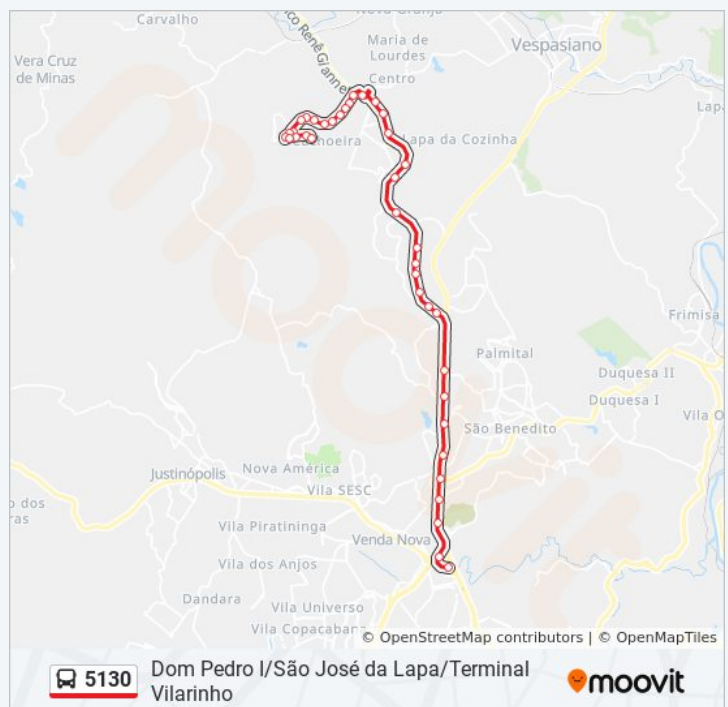 Carvalho
Nova Granja
Maria de
Lourdes
Vespasiano
Vera Cruz
de Minas
Centro
Lapa da Cozinha
Frimisa
Palmital
Duquesa II
Duquesa I
São Benedito
Nova América
Justinópolis
Vila SESC
Vila Piratininga
Venda Nova
Vila dos Anjos
Dandara
Vila Universo
Vila Copacabana
moovit
© OpenStreetMap contributors | © OpenMapTiles
5130
Dom Pedro I/São José da Lapa/Terminal
Vilarinho
moovit